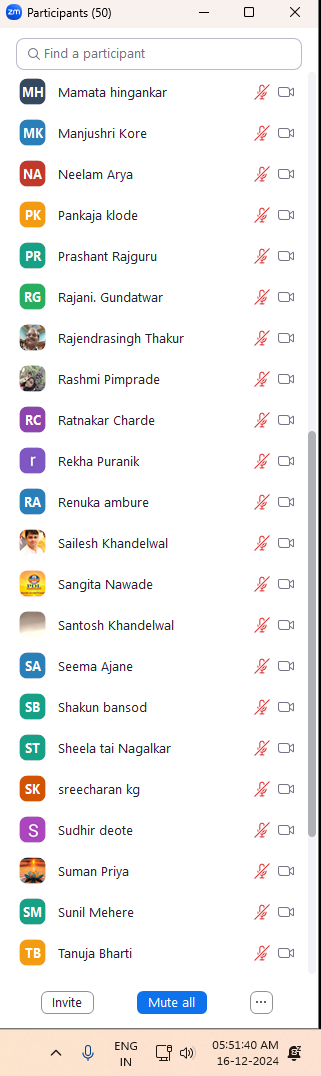 zm Participants (50)
Find a participant
MH Mamata hingankar
MK Manjushri Kore
NA Neelam Arya
PK Pankaja klode
PR Prashant Rajguru
RG Rajani. Gundatwar
Rajendrasingh Thakur
Rashmi Pimprade
RC Ratnakar Charde
r Rekha Puranik
RA Renuka ambure
Sailesh Khandelwal
Sangita Nawade
Santosh Khandelwal
SA Seema Ajane
SB Shakun bansod
ST Sheela tai Nagalkar
SK sreecharan kg
S Sudhir deote
Suman Priya
SM Sunil Mehere
TB Tanuja Bharti
Invite Mute all ...
ENG 05:51:40 AM
IN 16-12-2024